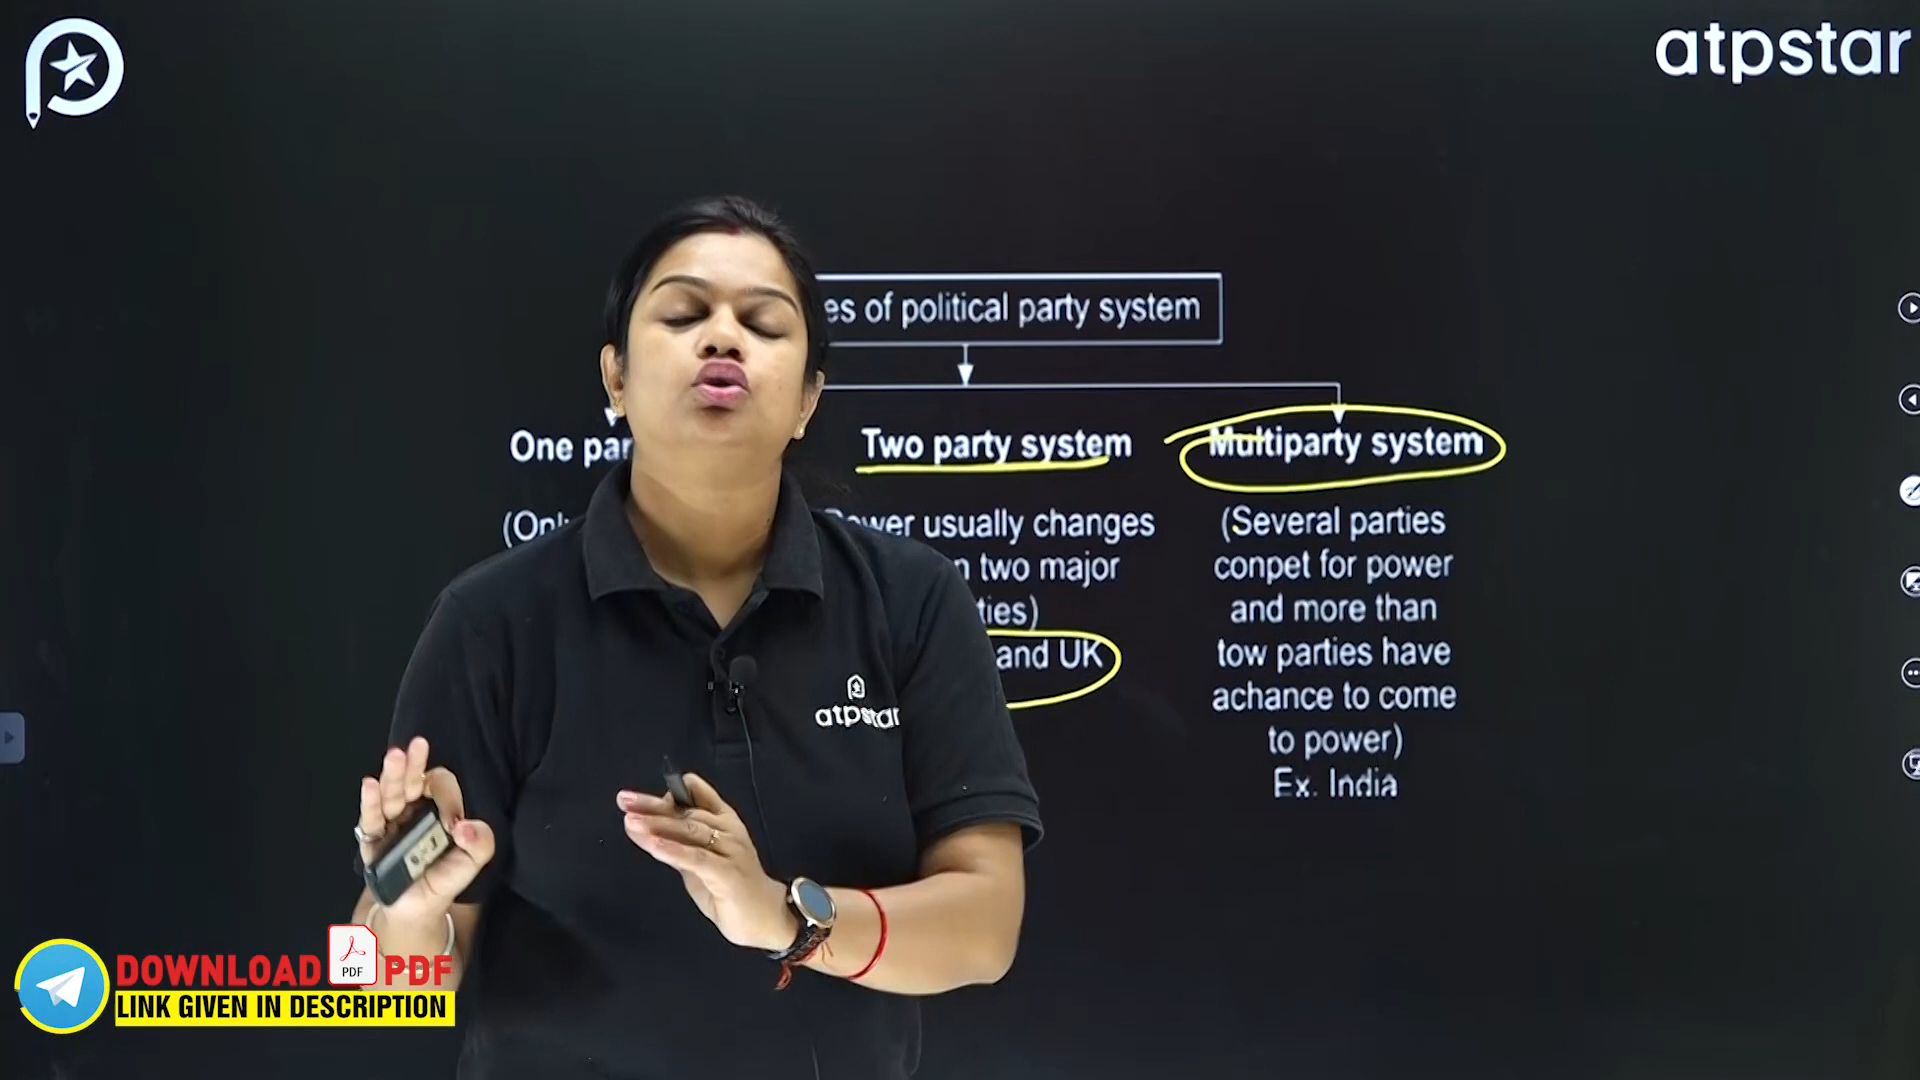 atpstar
es of political party system
One par
Two party system
Multiparty system
(Only
Power usually changes
(Several parties
n two major
conpet for power
ties)
and more than
and UK
tow parties have
achance to come
to power)
Ex. India
atpstar
DOWNLOAD PDF PDF
LINK GIVEN IN DESCRIPTION